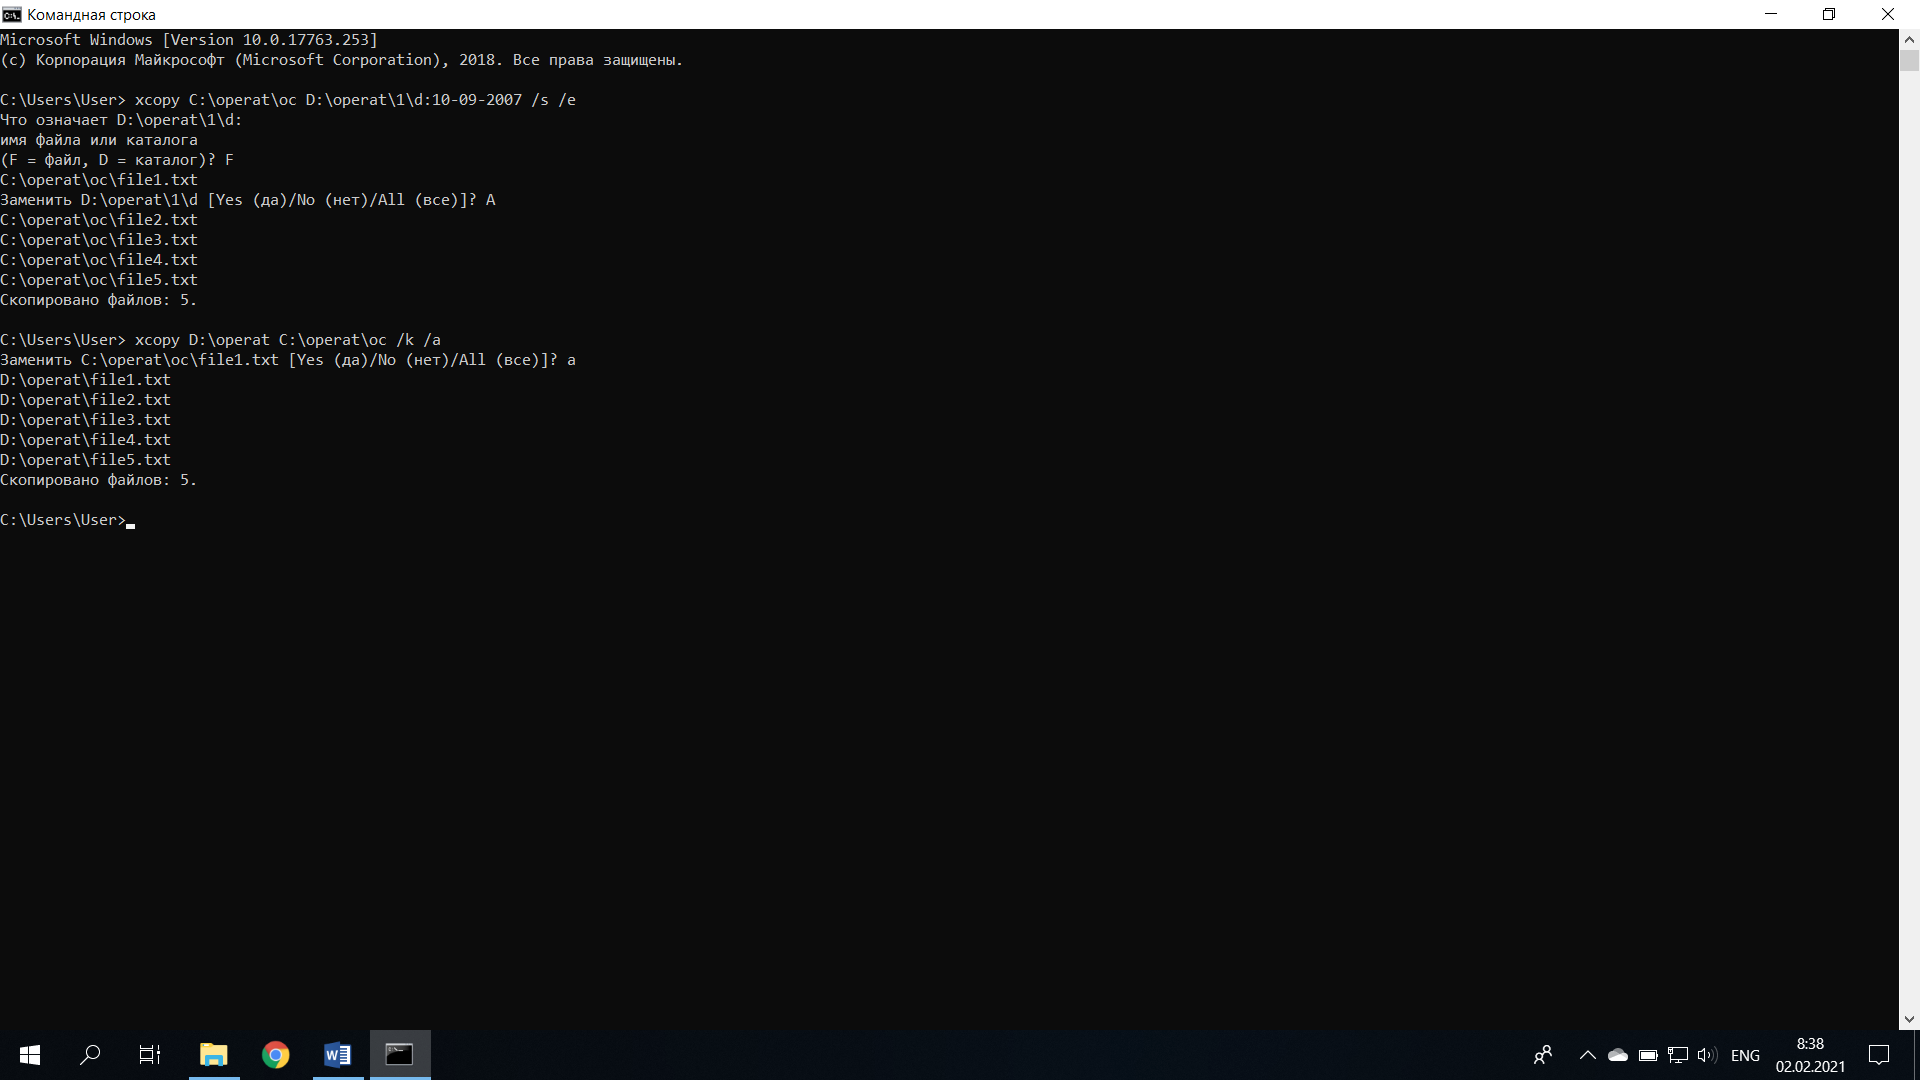 Командная строка
Microsoft Windows [Version 10.0.17763.253]
(c) Корпорация Майкрософт (Microsoft Corporation), 2018. Все права защищены.
C:\Users\User> xcopy C:\operat\oc D:\operat\1\d:10-09-2007 /s /e
Что означает D:\operat\1\d:
имя файла или каталога
(F = файл, D = каталог)? F
C:\operat\oc\file1.txt
Заменить D:\operat\1\d [Yes (да)/No (нет)/All (все)]? A
C:\operat\oc\file2.txt
C:\operat\oc\file3.txt
C:\operat\oc\file4.txt
C:\operat\oc\file5.txt
Скопировано файлов: 5.
C:\Users\User> xcopy D:\operat C:\operat\oc /k /a
Заменить C:\operat\oc\file1.txt [Yes (да)/No (нет)/All (все)]? a
D:\operat\file1.txt
D:\operat\file2.txt
D:\operat\file3.txt
D:\operat\file4.txt
D:\operat\file5.txt
Скопировано файлов: 5.
C:\Users\User>
ENG
8:38
02.02.2021